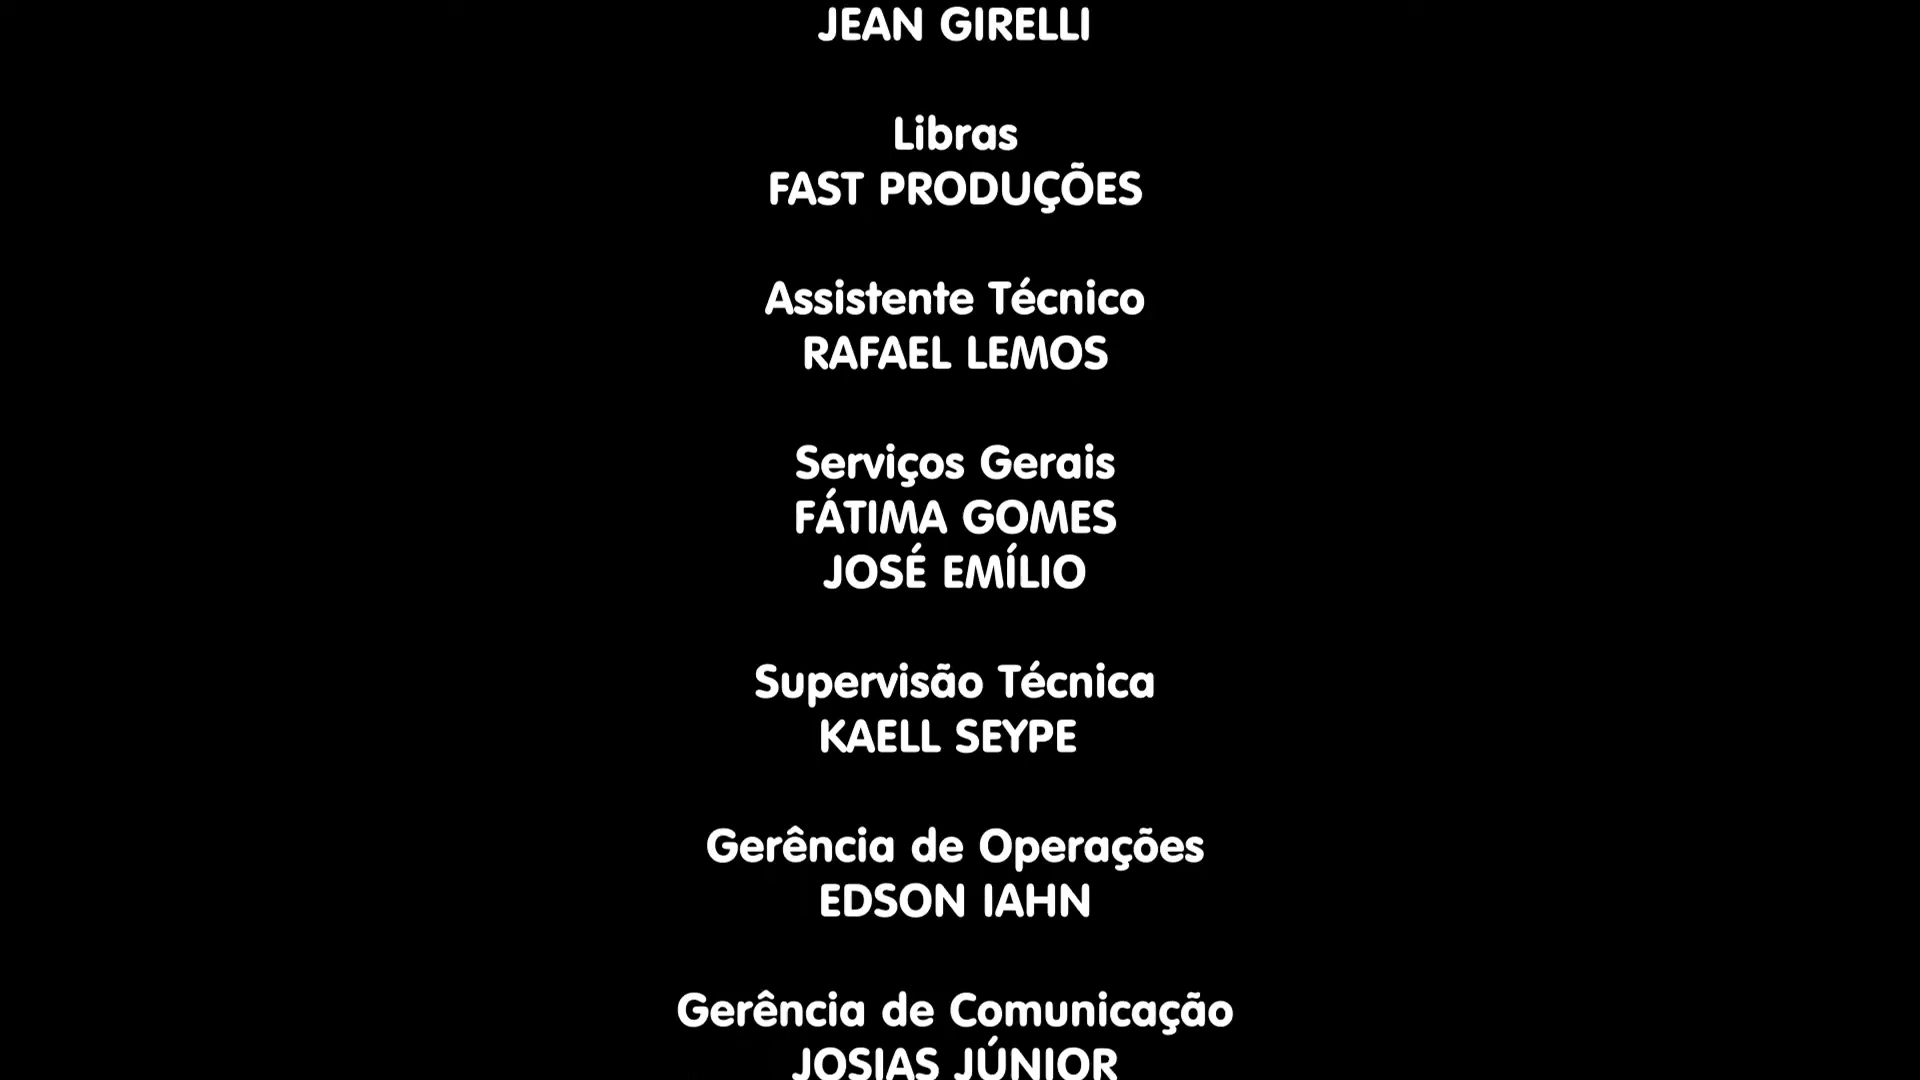 JEAN GIRELLI
Libras
FAST PRODUÇÕES
Assistente Técnico
RAFAEL LEMOS
Serviços Gerais
FÁTIMA GOMES
JOSÉ EMÍLIO
Supervisão Técnica
KAELL SEYPE
Gerência de Operações
EDSON IAHN
Gerência de Comunicação
JOSIAS JÚNIOR